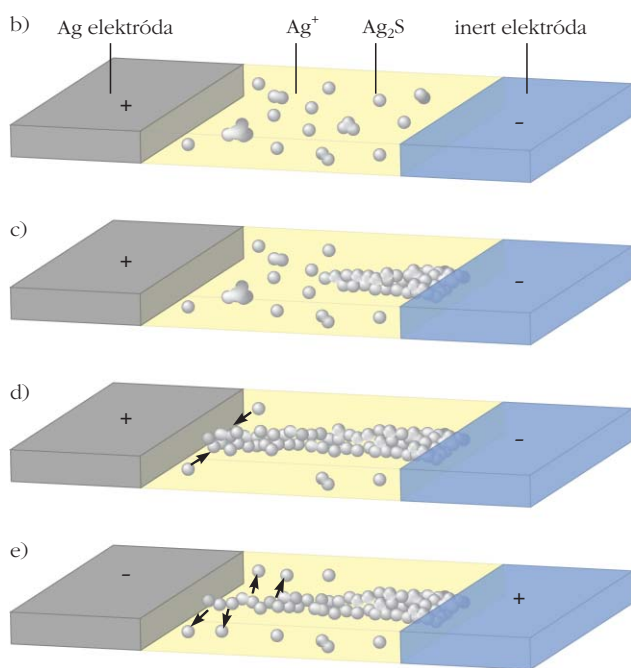 b) Ag elektróda Ag⁺ Ag₂S inert elektróda
+ -
c)
+ -
d)
+ -
e)
- +